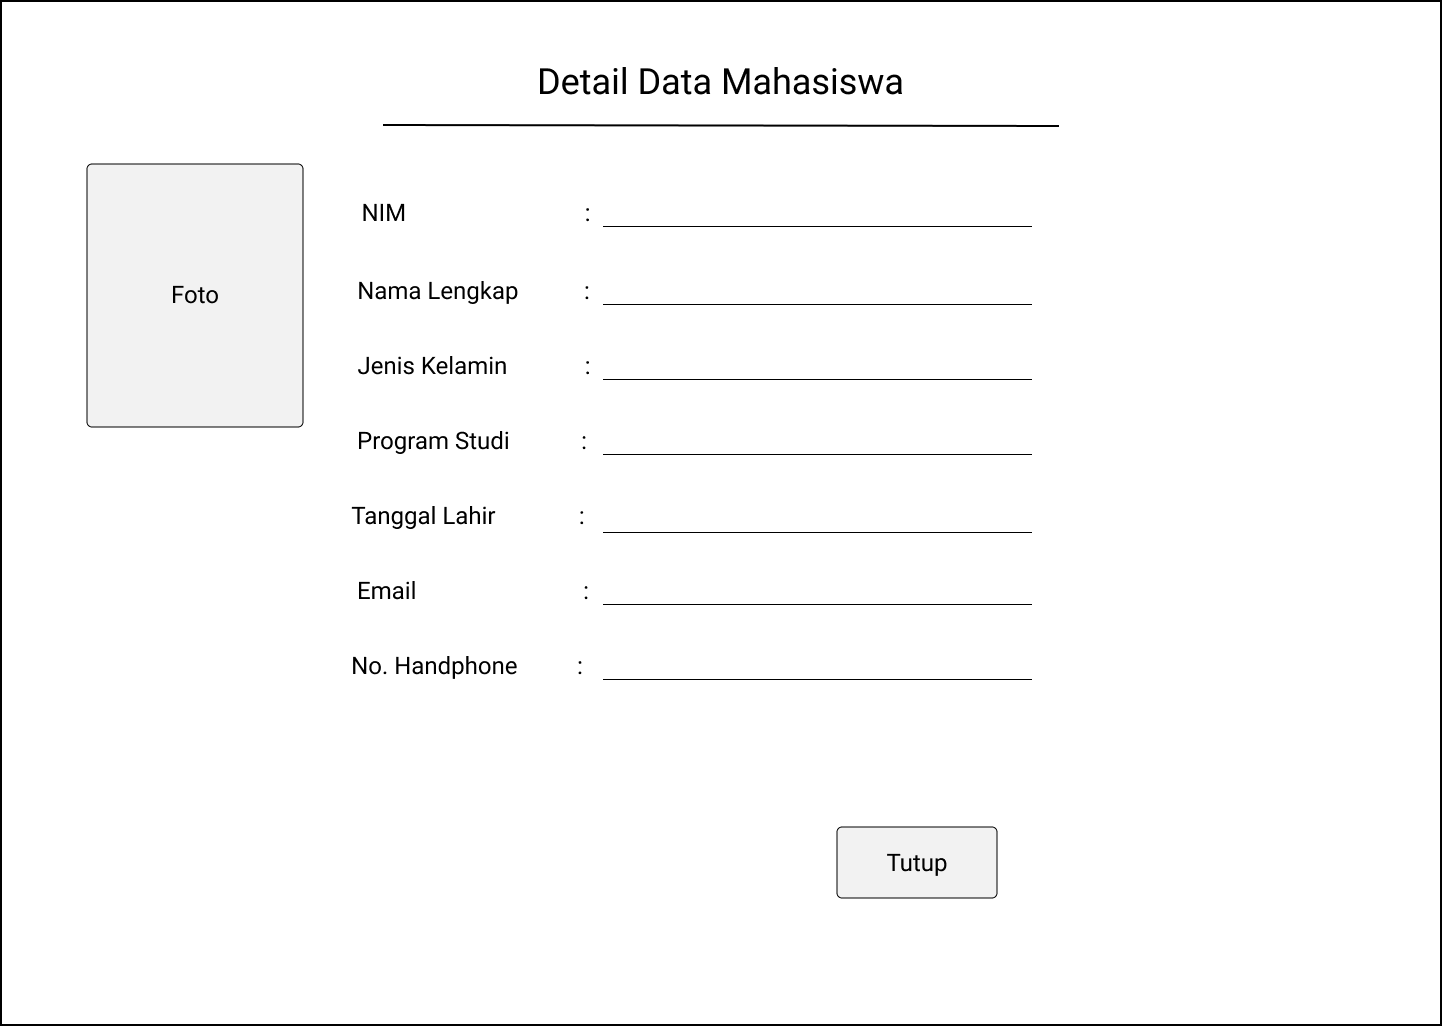 Detail Data Mahasiswa
Foto
NIM :
Nama Lengkap :
Jenis Kelamin :
Program Studi :
Tanggal Lahir :
Email :
No. Handphone :
Tutup